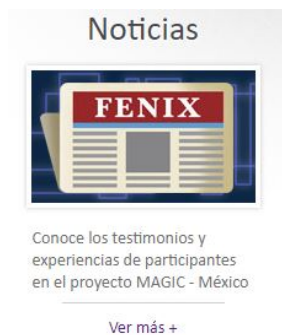 Noticias
FENIX
Conoce los testimonios y
experiencias de participantes
en el proyecto MAGIC - México
Ver más +